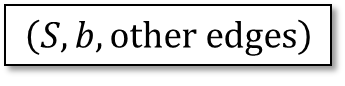 (S, b, other edges)